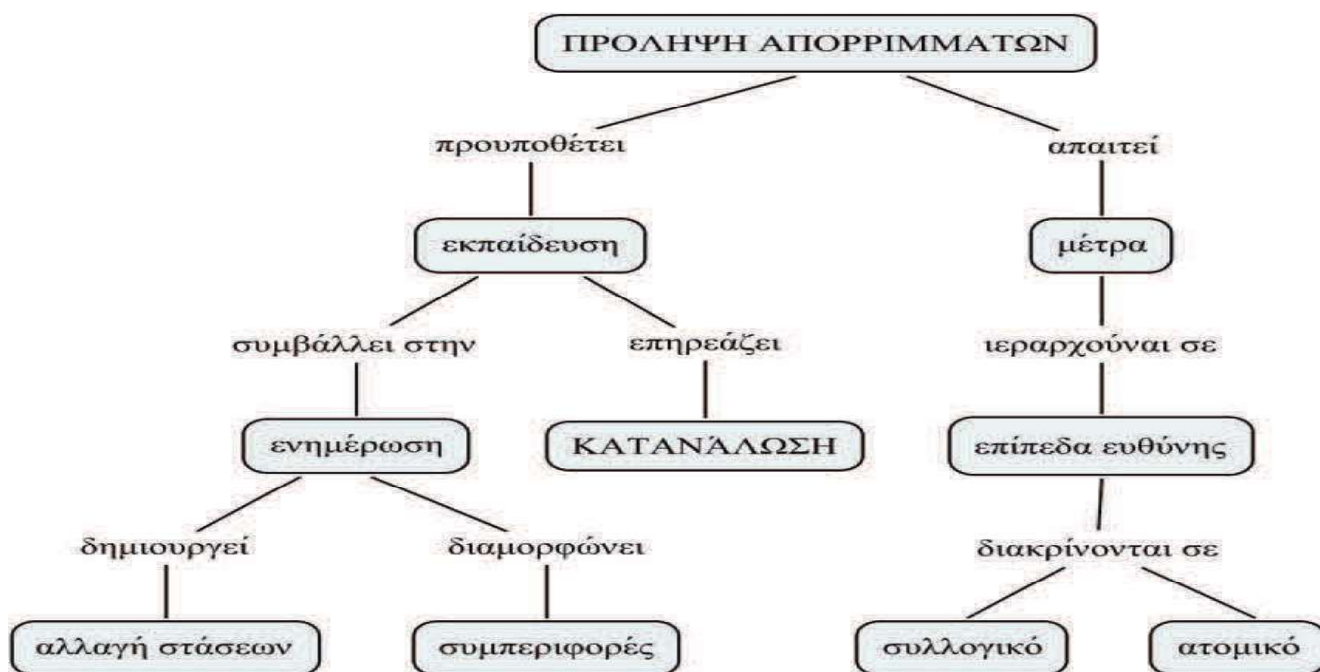 ΠΡΟΛΗΨΗ ΑΠΟΡΡΙΜΜΑΤΩΝ
προυποθέτει
απαιτεί
εκπαίδευση
μέτρα
συμβάλλει στην
επηρεάζει
ιεραρχούναι σε
ενημέρωση
ΚΑΤΑΝΆΛΩΣΗ
επίπεδα ευθύνης
δημιουργεί
διαμορφώνει
διακρίνονται σε
αλλαγή στάσεων
συμπεριφορές
συλλογικό
ατομικό